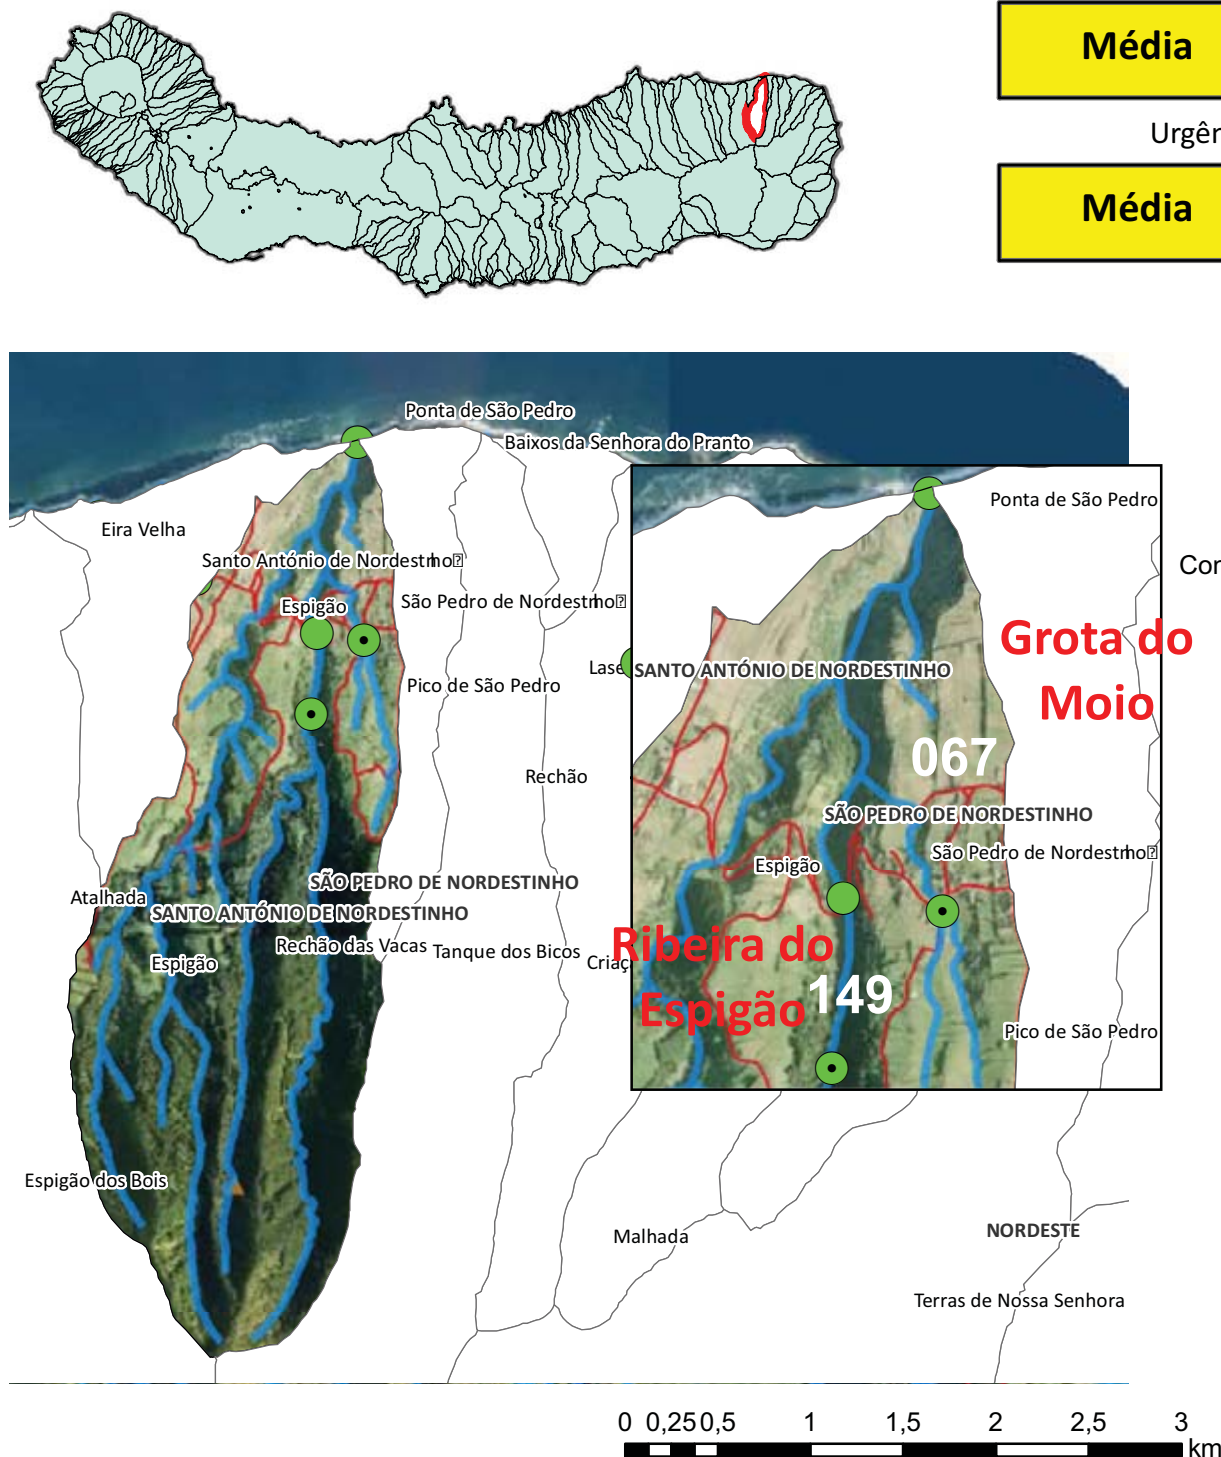 Média
Urgên
Média
Ponta de São Pedro
Baixos da Senhora do Pranto
Eira Velha
Santo António de Nordestinho
Espigão
São Pedro de Nordestinho
Lase
Pico de São Pedro
Rechão
Atalhada
SÃO PEDRO DE NORDESTINHO
SANTO ANTÓNIO DE NORDESTINHO
Rechão das Vacas
Tanque dos Bicos
Criaç
Espigão
Espigão dos Bois
Malhada
NORDESTE
Terras de Nossa Senhora
Ponta de São Pedro
Cor
Grota do
Moio
SANTO ANTÓNIO DE NORDESTINHO
067
SÃO PEDRO DE NORDESTINHO
São Pedro de Nordestinho
Espigão
Ribeira do
Espigão
149
Pico de São Pedro
0 0,25 0,5 1 1,5 2 2,5 3
km